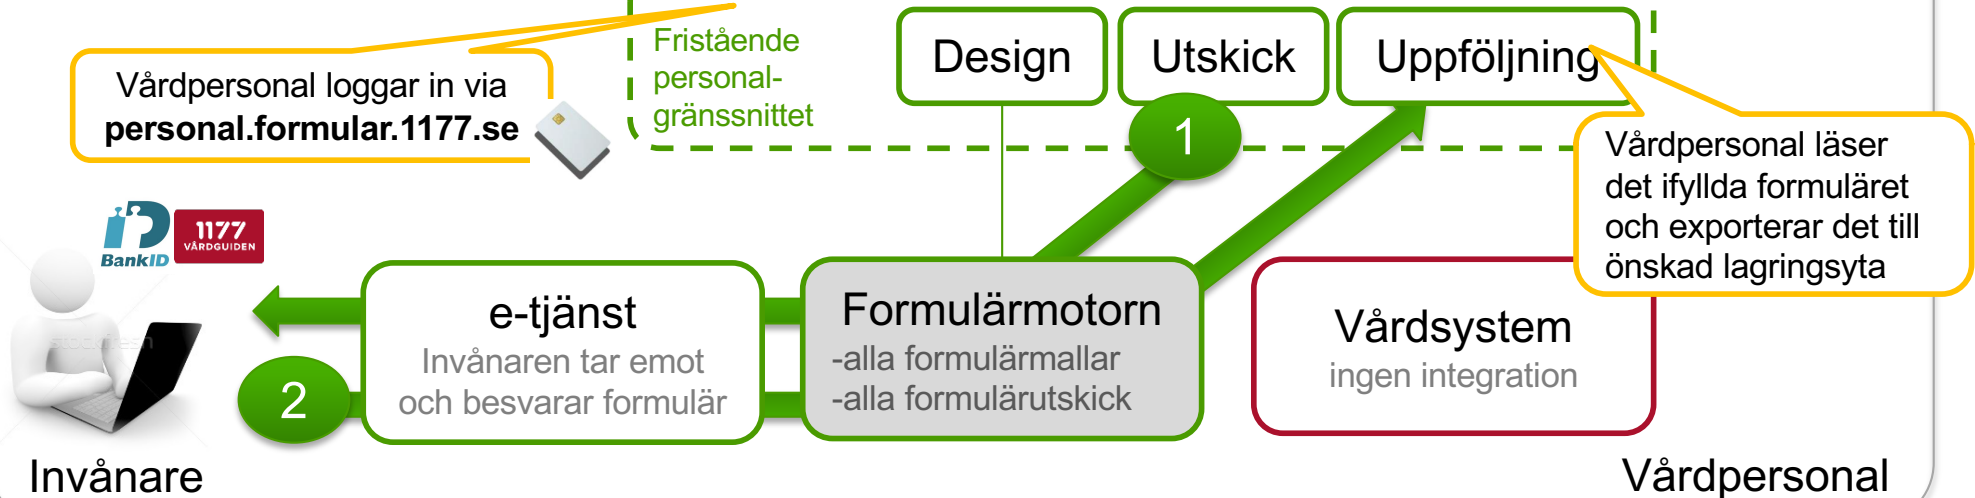 Fristående
personal-
gränssnittet
Design
Utskick
Uppföljning
Vårdpersonal loggar in via
personal.formular.1177.se
1
Vårdpersonal läser
det ifyllda formuläret
och exporterar det till
önskad lagringsyta
BankID
1177
VÅRDGUIDEN
e-tjänst
Invånaren tar emot
och besvarar formulär
Formulärmotorn
-alla formulärmallar
-alla formulärutskick
Vårdsystem
ingen integration
2
Invånare
Vårdpersonal